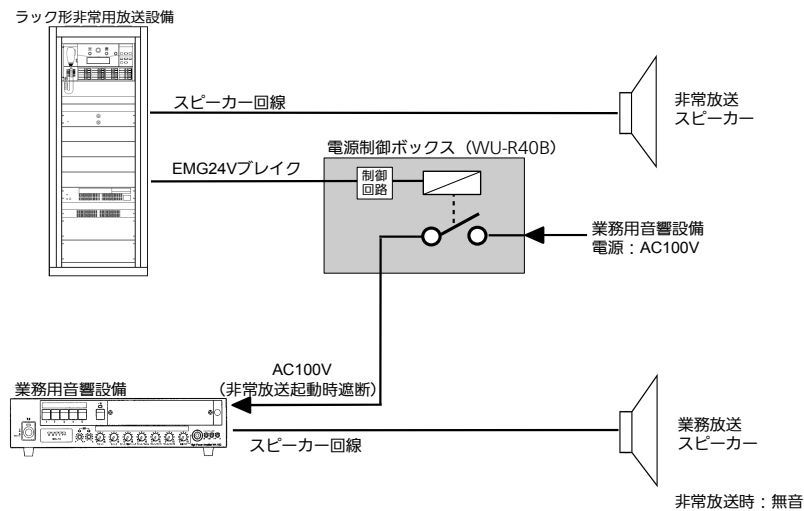 ラック形非常用放送設備
スピーカー回線
非常放送
スピーカー
電源制御ボックス（WU-R40B）
EMG24Vブレイク
制御
回路
業務用音響設備
電源：AC100V
AC100V
（非常放送起動時遮断）
業務用音響設備
スピーカー回線
業務放送
スピーカー
非常放送時：無音